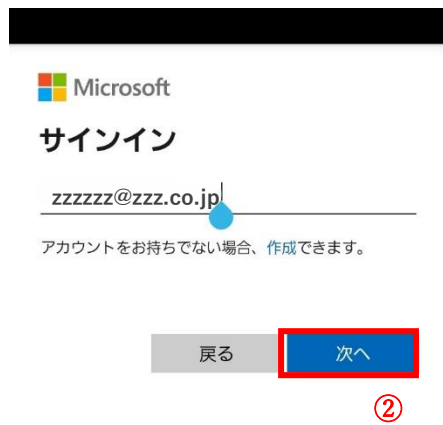 Microsoft
サインイン
zzzzzz@zzz.co.jp
アカウントをお持ちでない場合、作成できます。
戻る
次へ
②